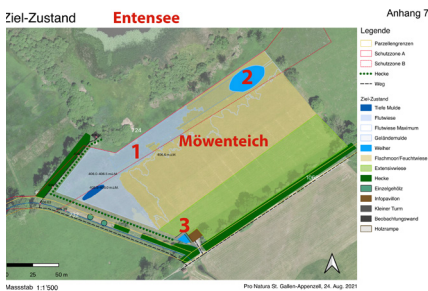 Ziel-Zustand
Entensee
Anhang 7
Legende
Parzellengrenzen
Schutzzone A
Schutzzone B
Hecke
Weg
Ziel-Zustand
Tiefe Mulde
Flutwiese
Flutwiese Maximum
Geländemulde
Weiher
Flachmoor/Feuchtwiese
Extensivwiese
Hecke
Einzelgehölz
Infopavillon
Kleiner Turm
Beobachtungswand
Holzrampe
2
1
Möwenteich
3
0 25 50 m
Massstab 1:1'500
Pro Natura St. Gallen-Appenzell, 24. Aug. 2021